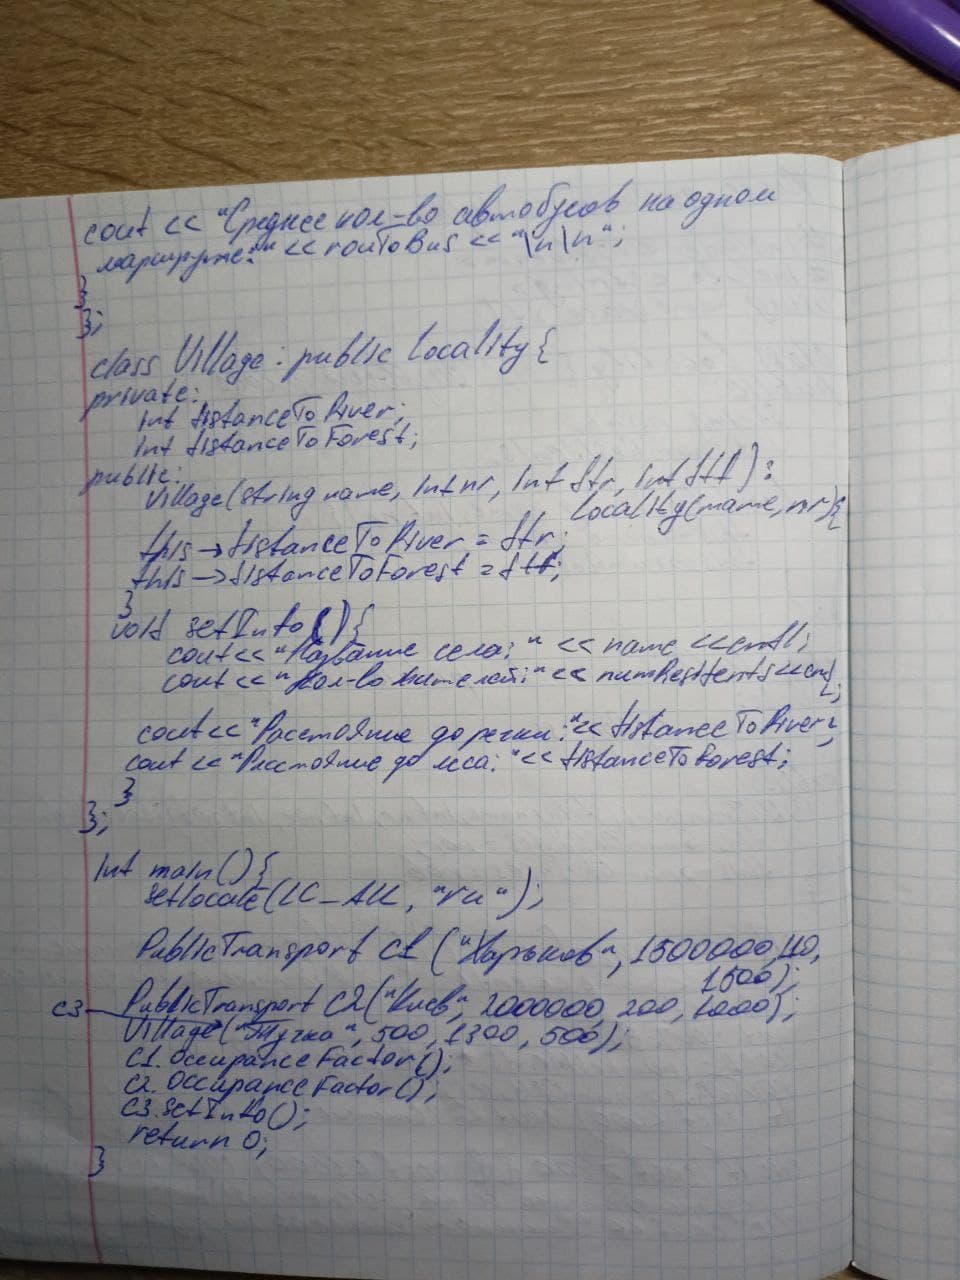 cout << "Среднее кол-во автобусов на одном
маршруте:" << rouToBus << "\n\n";
}
};
class Village: public Locality {
private:
int distanceToRiver;
int distanceToForest;
public:
Village(string name, int nr, int dtr, int dtf):
Locality(name, nr){
this -> distanceToRiver = dtr;
this -> distanceToForest = dtf;
}
void setInfo(){
cout << "Название села: " << name << endl;
cout << "Кол-во жителей: " << numResidents << endl;
cout << "Расстояние до речки: " << distanceToRiver;
cout << "Расстояние до леса: " << distanceToForest;
}
};
int main(){
setlocale(LC_ALL, "ru");
PublicTransport C1 ("Харьков", 1500000, 40,
1500);
PublicTransport C2("Киев", 2000000, 200, 1000);
C3
Village("Жучка", 500, 1300, 500);
C1.OccupanceFactor();
C2.OccupanceFactor();
C3.setInfo();
return 0;
}